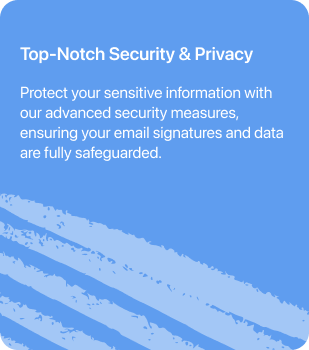 Top-Notch Security & Privacy
Protect your sensitive information with
our advanced security measures,
ensuring your email signatures and data
are fully safeguarded.